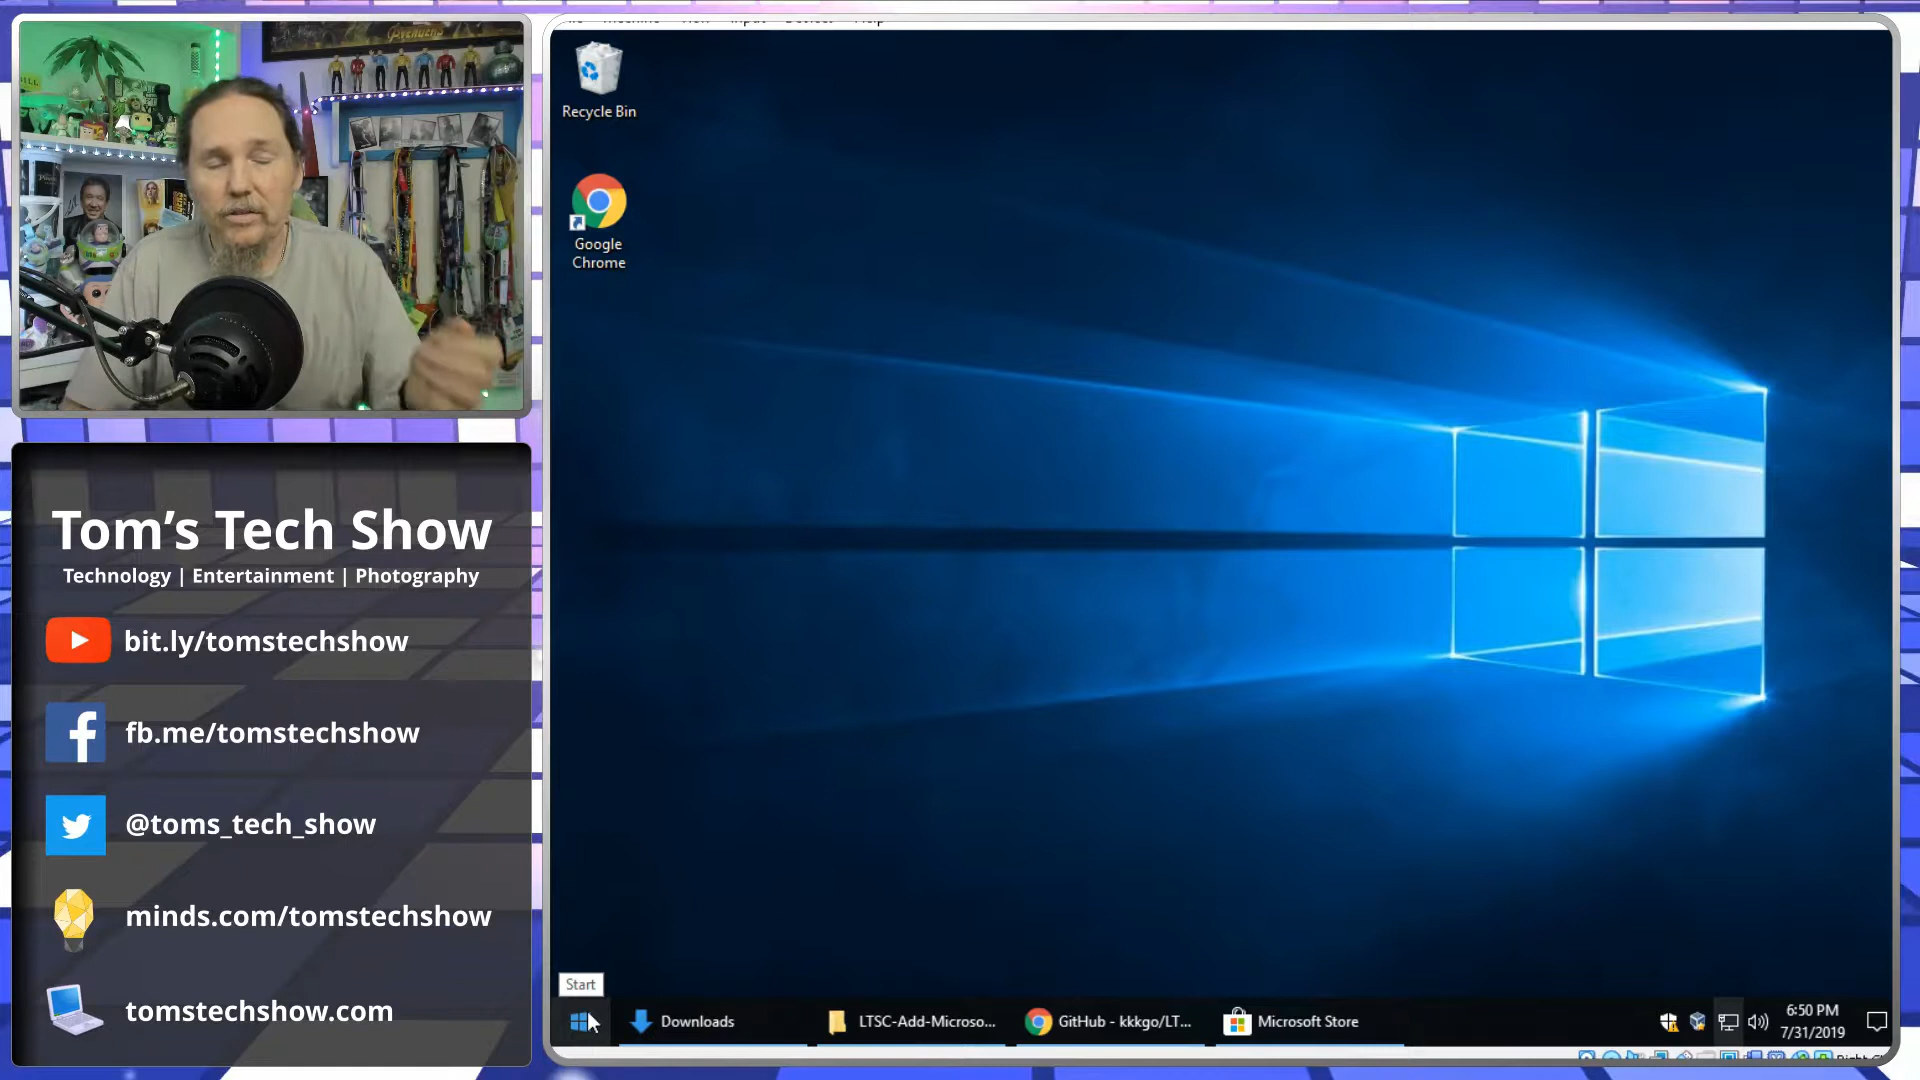 AVENGERS
Recycle Bin
Google
Chrome
Tom's Tech Show
Technology | Entertainment | Photography
bit.ly/tomstechshow
fb.me/tomstechshow
@toms_tech_show
minds.com/tomstechshow
tomstechshow.com
Start
Downloads
LTSC-Add-Microso...
GitHub - kkkgo/LT...
Microsoft Store
6:50 PM
7/31/2019